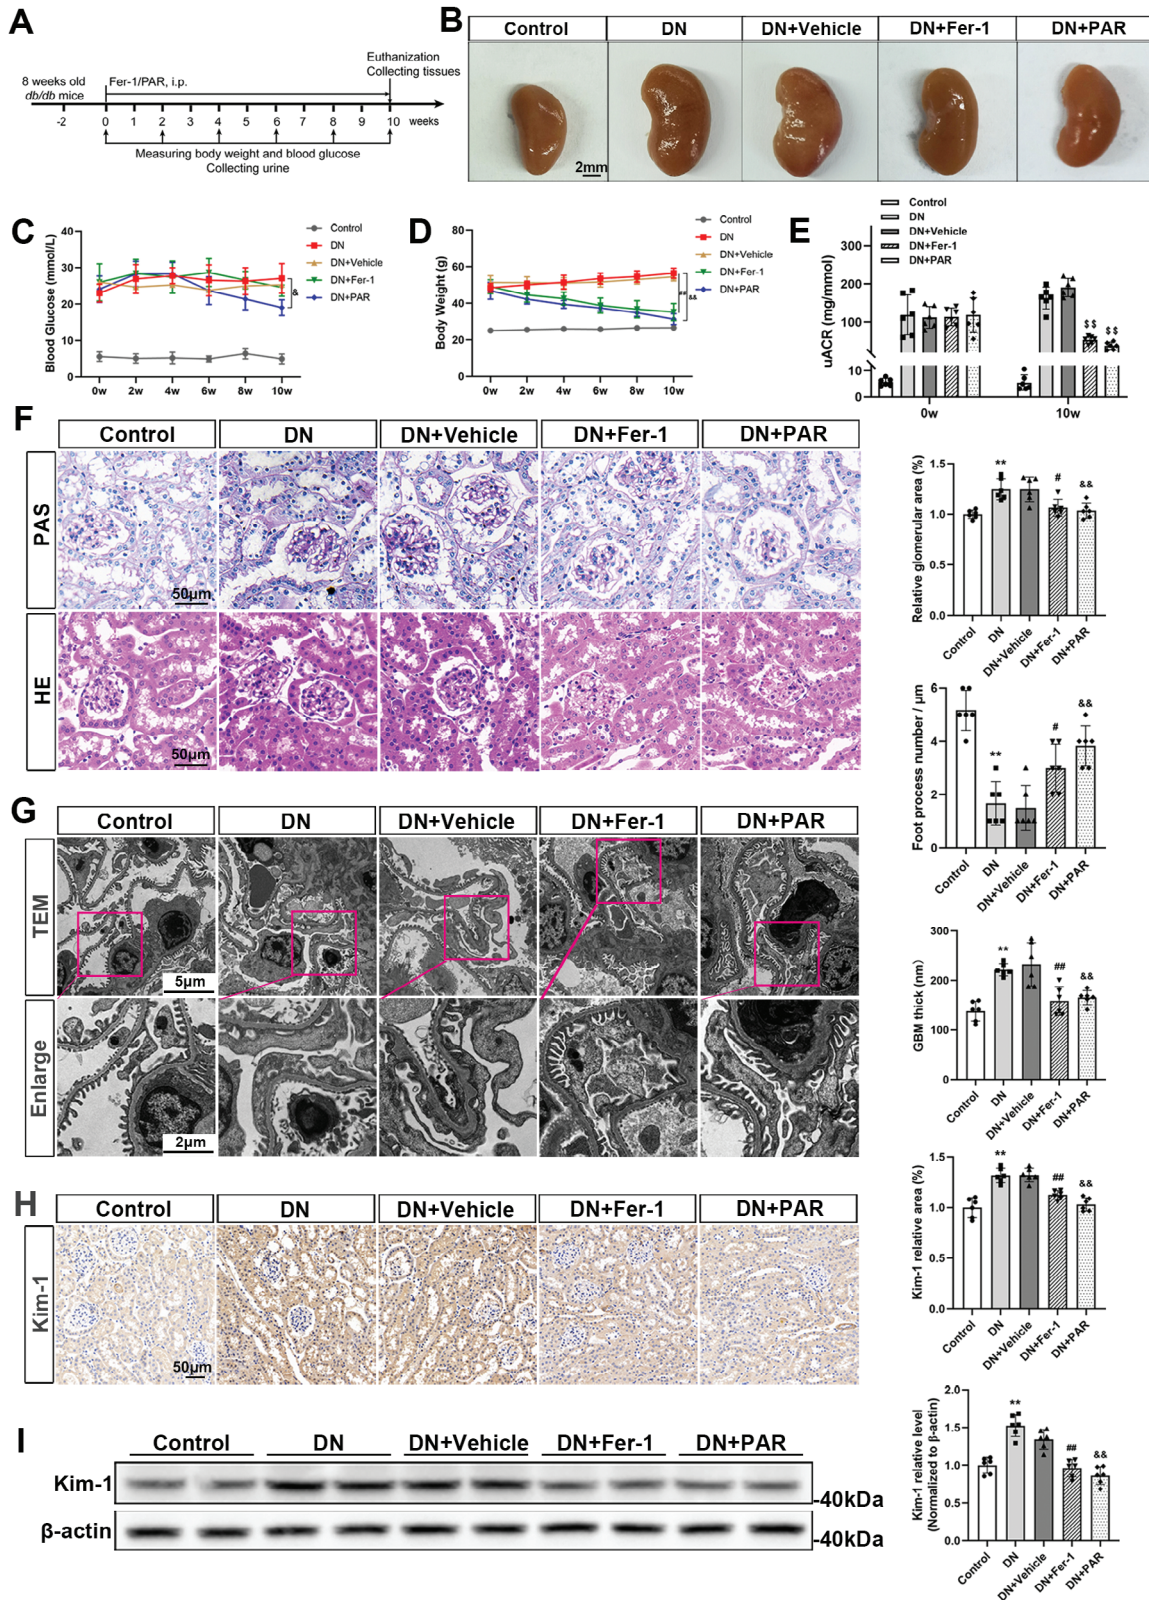 A
8 weeks old
db/db mice
Fer-1/PAR, i.p.
Euthanization
Collecting tissues
-2 0 2 4 6 8 10 weeks
Measuring body weight and blood glucose
Collecting urine
B
Control DN DN+Vehicle DN+Fer-1 DN+PAR
2mm
C
Blood Glucose (mmol/L)
40
30
20
10
0
0w 2w 4w 6w 8w 10w
Control
DN
DN+Vehicle
DN+Fer-1
DN+PAR
&
D
Body Weight (g)
80
60
40
20
0
0w 2w 4w 6w 8w 10w
Control
DN
DN+Vehicle
DN+Fer-1
DN+PAR
##
&&
E
Control
DN
DN+Vehicle
DN+Fer-1
DN+PAR
uACR (mg/mmol)
300
200
100
10
0
$$ $$
0w 10w
F
Control DN DN+Vehicle DN+Fer-1 DN+PAR
PAS
50μm
HE
50μm
Relative glomerular area (%)
1.5
1.0
0.5
0.0
** # &&
Control DN DN+Vehicle DN+Fer-1 DN+PAR
Foot process number / μm
6
4
2
0
** # &&
Control DN DN+Vehicle DN+Fer-1 DN+PAR
G
Control DN DN+Vehicle DN+Fer-1 DN+PAR
TEM
5μm
Enlarge
2μm
GBM thick (nm)
300
200
100
0
** ## &&
Control DN DN+Vehicle DN+Fer-1 DN+PAR
H
Control DN DN+Vehicle DN+Fer-1 DN+PAR
Kim-1
50μm
Kim-1 relative area (%)
1.5
1.0
0.5
0.0
** ## &&
Control DN DN+Vehicle DN+Fer-1 DN+PAR
I
Control DN DN+Vehicle DN+Fer-1 DN+PAR
Kim-1
-40kDa
β-actin
-40kDa
Kim-1 relative level
(Normalized to β-actin)
2.0
1.5
1.0
0.5
0.0
** ## &&
Control DN DN+Vehicle DN+Fer-1 DN+PAR